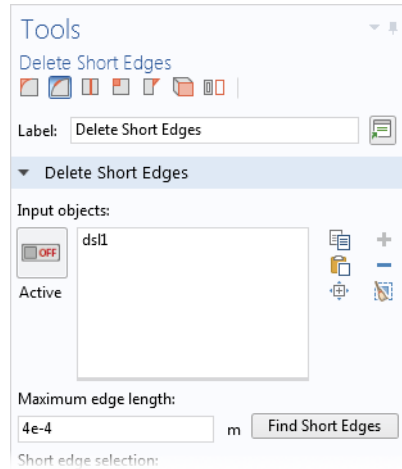 Tools
Delete Short Edges
Label: Delete Short Edges
Delete Short Edges
Input objects:
dsl1
OFF
Active
Maximum edge length:
4e-4 m Find Short Edges
Short edge selection: